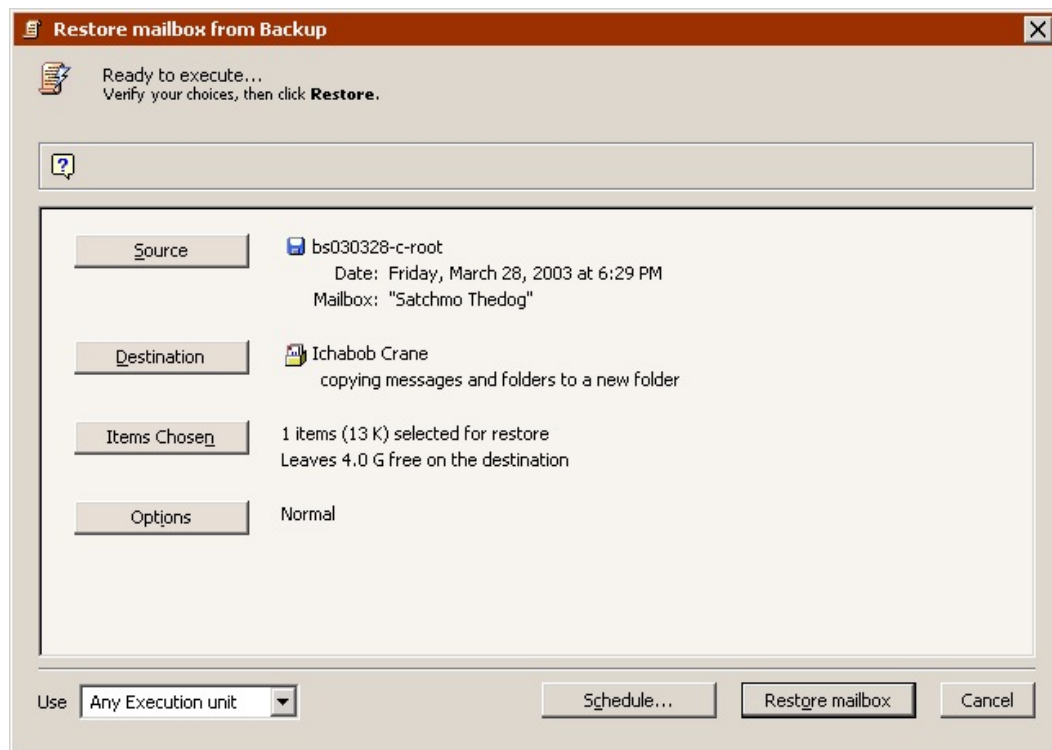 Restore mailbox from Backup
Ready to execute...
Verify your choices, then click Restore.
Source
bs030328-c-root
Date: Friday, March 28, 2003 at 6:29 PM
Mailbox: "Satchmo Thedog"
Destination
Ichabob Crane
copying messages and folders to a new folder
Items Chosen
1 items (13 K) selected for restore
Leaves 4.0 G free on the destination
Options
Normal
Use Any Execution unit Schedule... Restore mailbox Cancel